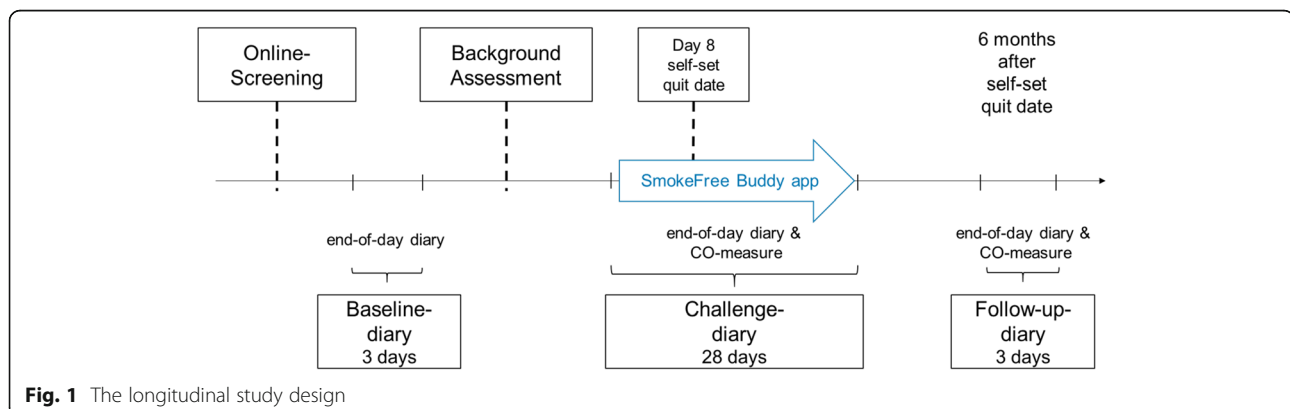 Online-
Screening
Background
Assessment
Day 8
self-set
quit date
6 months
after
self-set
quit date
SmokeFree Buddy app
end-of-day diary
end-of-day diary &
CO-measure
end-of-day diary &
CO-measure
Baseline-
diary
3 days
Challenge-
diary
28 days
Follow-up-
diary
3 days
Fig. 1 The longitudinal study design